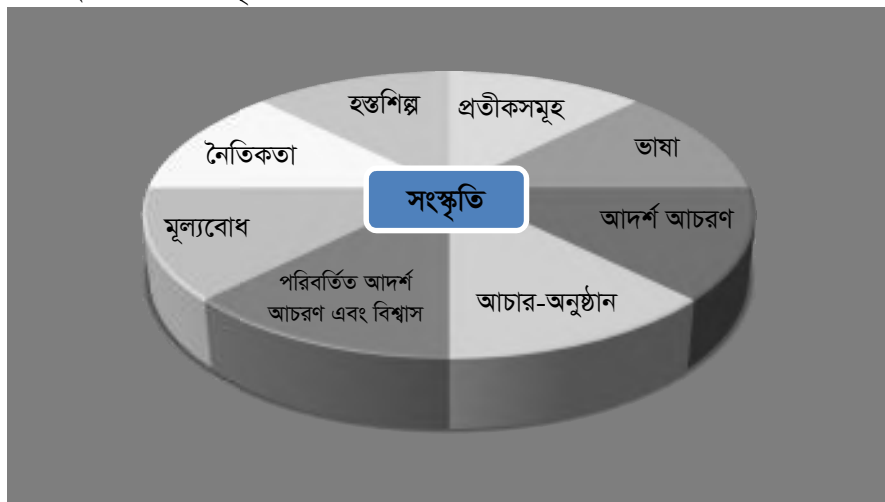 হস্তশিল্প
প্রতীকসমূহ
নৈতিকতা
ভাষা
সংস্কৃতি
মূল্যবোধ
আদর্শ আচরণ
পরিবর্তিত আদর্শ
আচরণ এবং বিশ্বাস
আচার-অনুষ্ঠান